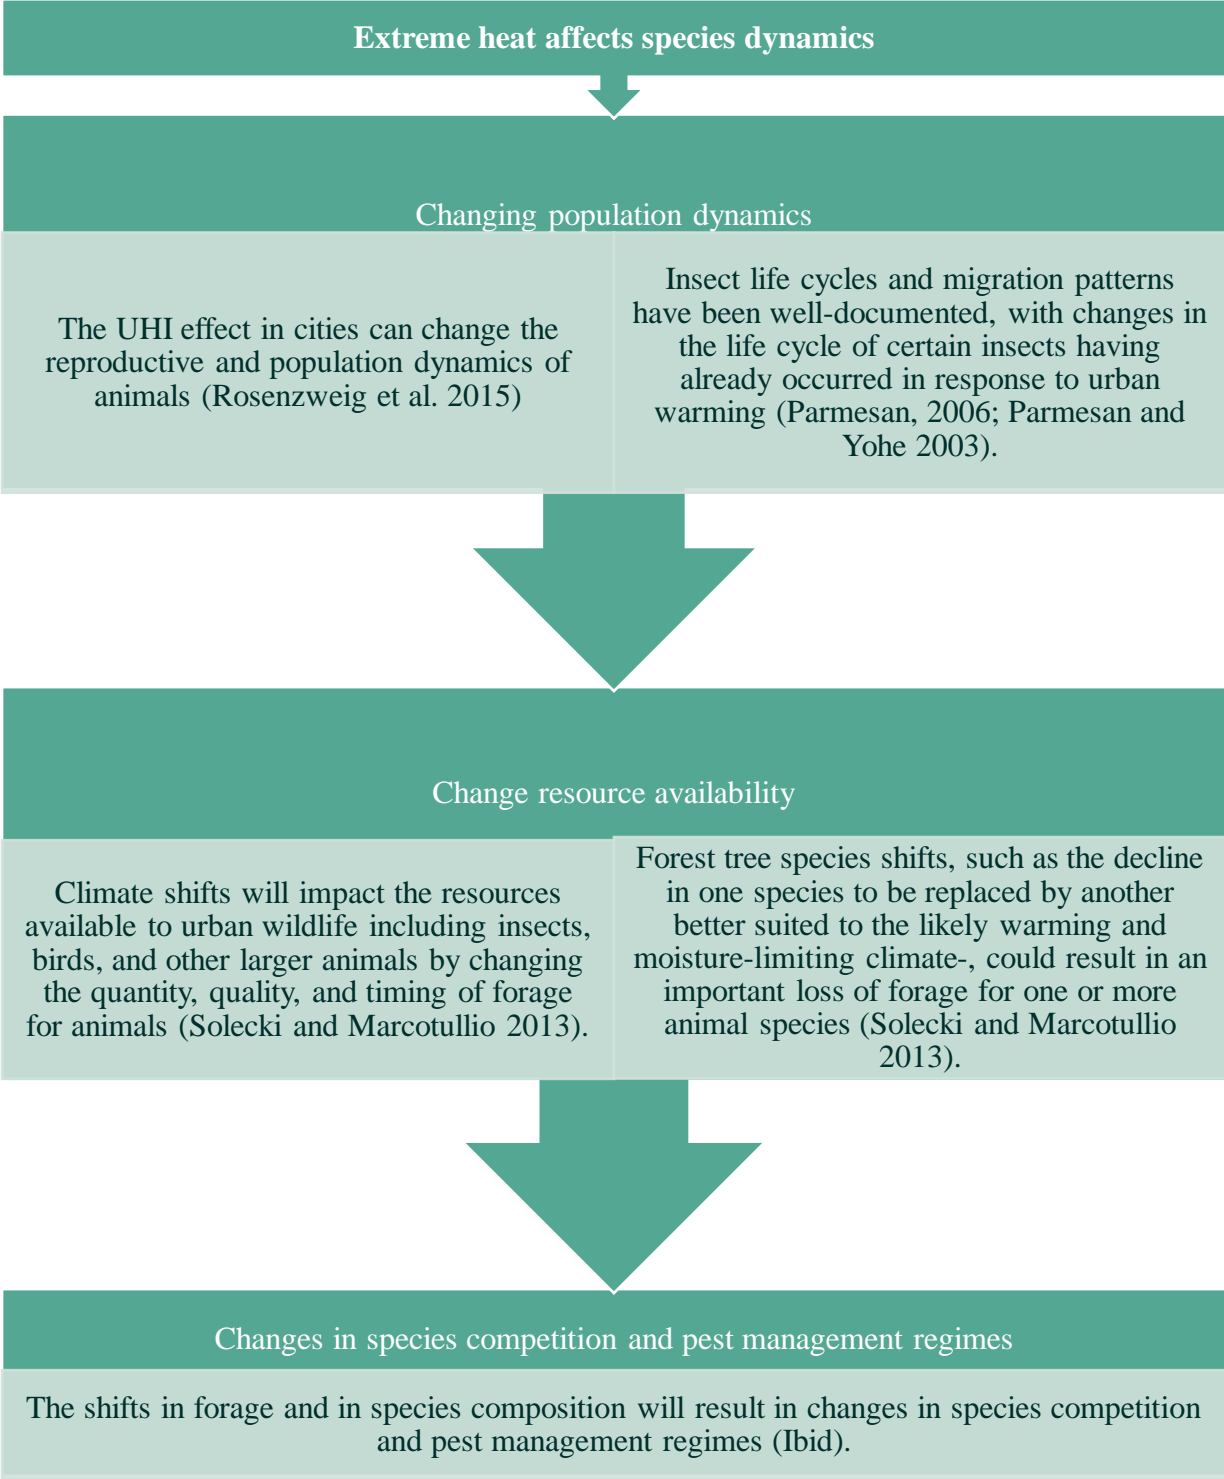 Extreme heat affects species dynamics
Changing population dynamics
The UHI effect in cities can change the
reproductive and population dynamics of
animals (Rosenzweig et al. 2015)
Insect life cycles and migration patterns
have been well-documented, with changes in
the life cycle of certain insects having
already occurred in response to urban
warming (Parmesan, 2006; Parmesan and
Yohe 2003).
Change resource availability
Climate shifts will impact the resources
available to urban wildlife including insects,
birds, and other larger animals by changing
the quantity, quality, and timing of forage
for animals (Solecki and Marcotullio 2013).
Forest tree species shifts, such as the decline
in one species to be replaced by another
better suited to the likely warming and
moisture-limiting climate-, could result in an
important loss of forage for one or more
animal species (Solecki and Marcotullio
2013).
Changes in species competition and pest management regimes
The shifts in forage and in species composition will result in changes in species competition
and pest management regimes (Ibid).